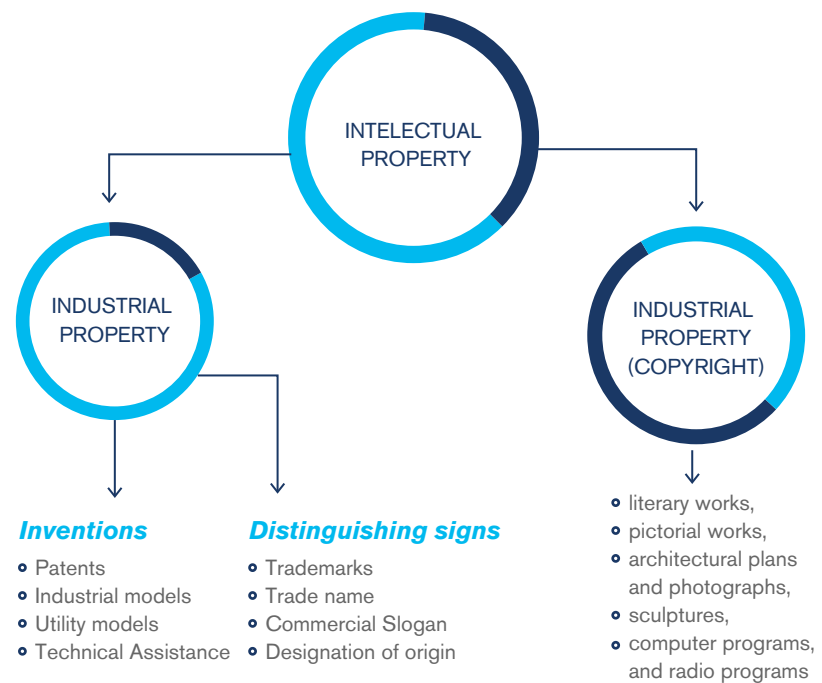 INTELECTUAL
PROPERTY
INDUSTRIAL
PROPERTY
INDUSTRIAL
PROPERTY
(COPYRIGHT)
Inventions
Patents
Industrial models
Utility models
Technical Assistance
Distinguishing signs
Trademarks
Trade name
Commercial Slogan
Designation of origin
literary works,
pictorial works,
architectural plans
and photographs,
sculptures,
computer programs,
and radio programs